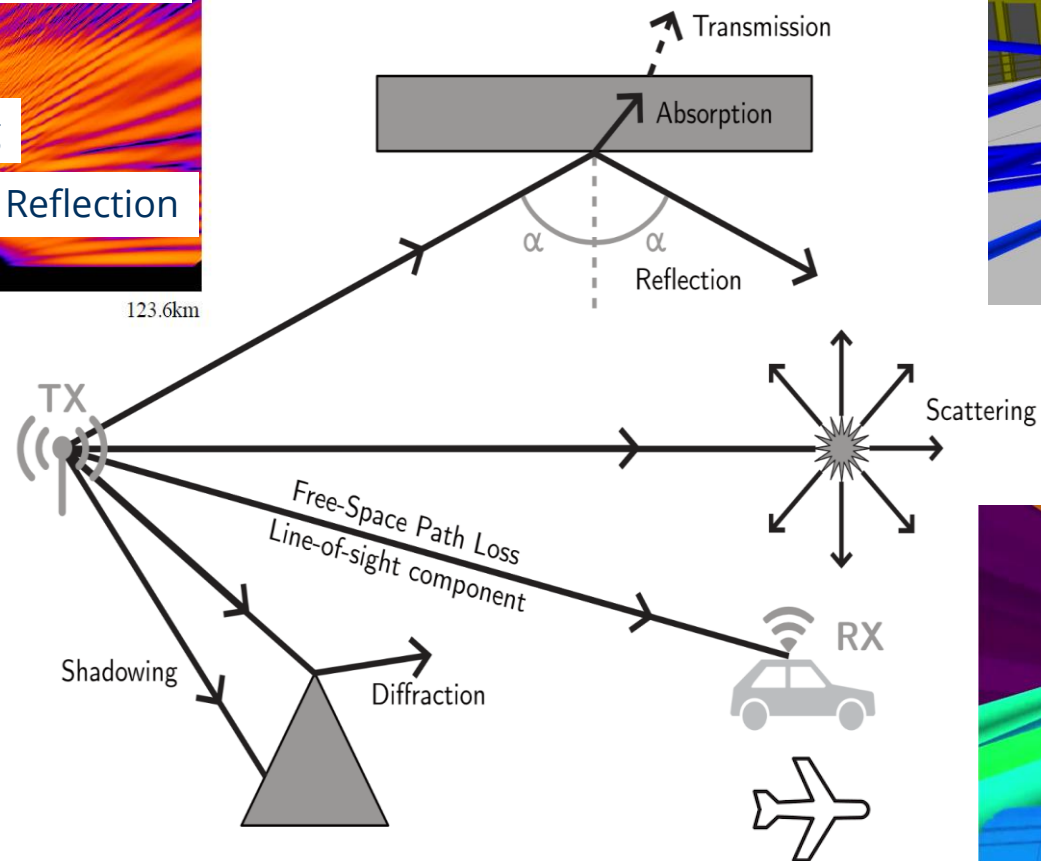 Transmission
Absorption
Reflection
α
α
Reflection
123.6km
TX
Scattering
Free-Space Path Loss
Line-of-sight component
RX
Shadowing
Diffraction